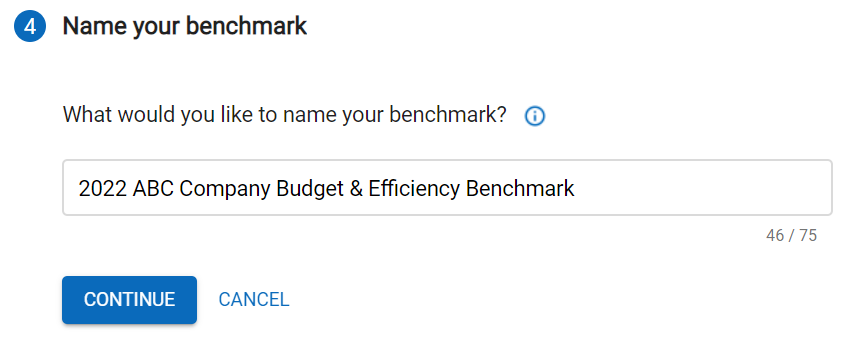 4 Name your benchmark
What would you like to name your benchmark?
2022 ABC Company Budget & Efficiency Benchmark
46 / 75
CONTINUE CANCEL